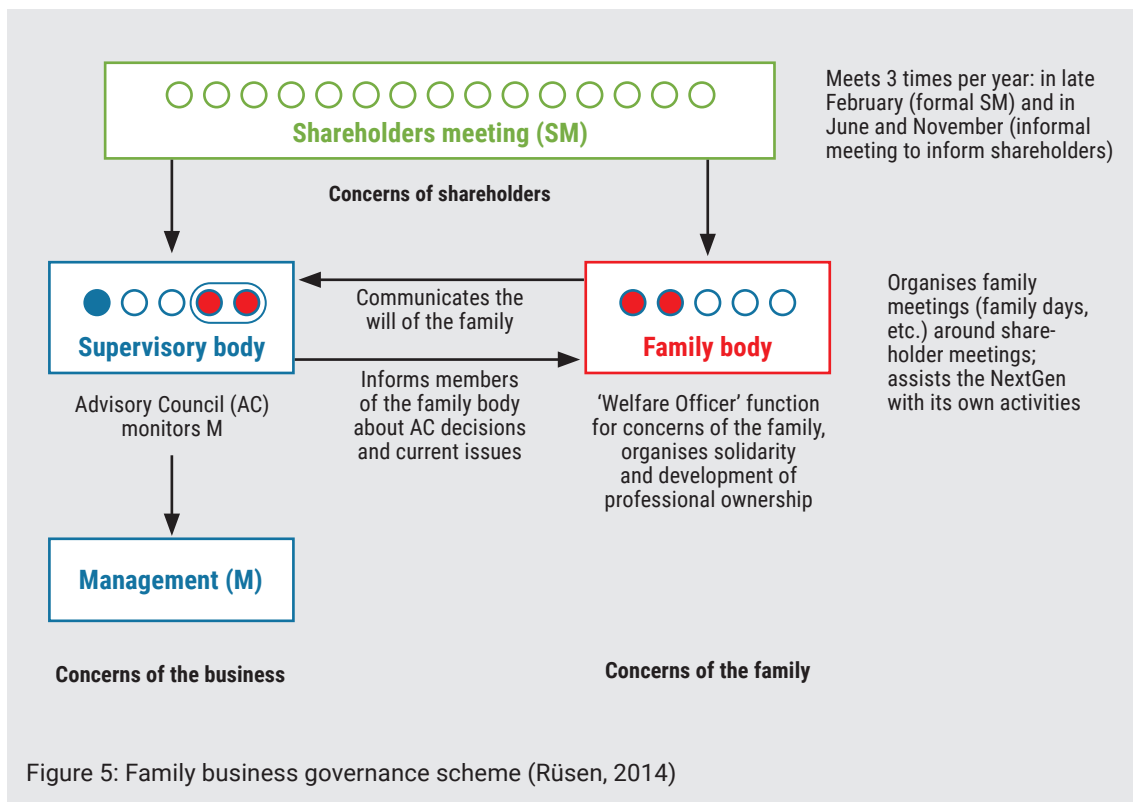 Shareholders meeting (SM)
Meets 3 times per year: in late
February (formal SM) and in
June and November (informal
meeting to inform shareholders)
Concerns of shareholders
Supervisory body
Communicates the
will of the family
Family body
Organises family
meetings (family days,
etc.) around share-
holder meetings;
assists the NextGen
with its own activities
Advisory Council (AC)
monitors M
Informs members
of the family body
about AC decisions
and current issues
‘Welfare Officer’ function
for concerns of the family,
organises solidarity
and development of
professional ownership
Management (M)
Concerns of the business
Concerns of the family
Figure 5: Family business governance scheme (Rüsen, 2014)